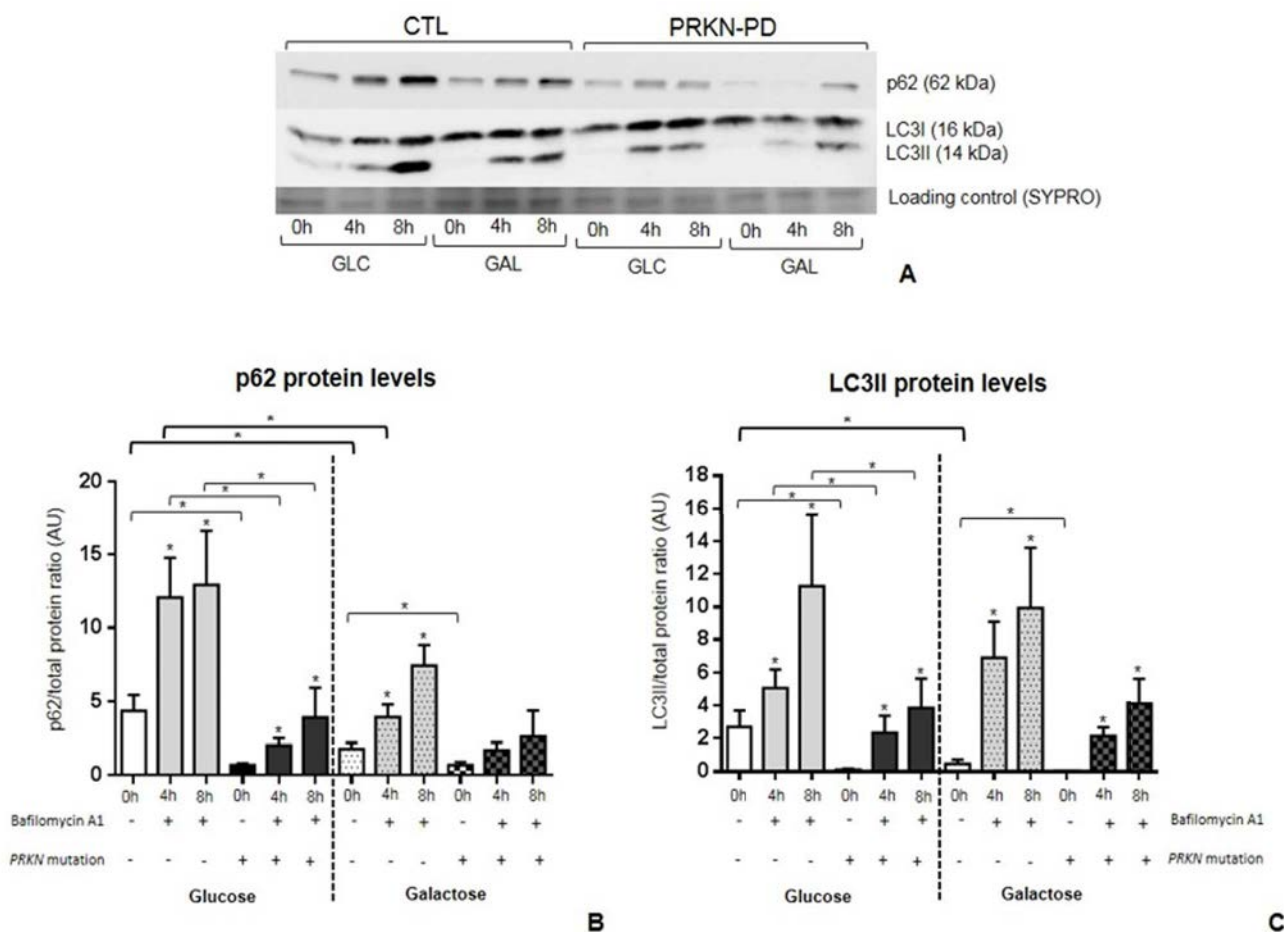 CTL PRKN-PD
p62 (62 kDa)
LC3I (16 kDa)
LC3II (14 kDa)
Loading control (SYPRO)
0h 4h 8h 0h 4h 8h 0h 4h 8h 0h 4h 8h
GLC GAL GLC GAL
A
p62 protein levels
* 
*
*
*
*
* *
*
* *
*
*
20
15
10
5
0
p62/total protein ratio (AU)
0h 4h 8h 0h 4h 8h 0h 4h 8h 0h 4h 8h
Bafilomycin A1 - + + - + + - + + - + +
PRKN mutation - - - + + + - - - + + +
Glucose Galactose
B
LC3II protein levels
*
*
*
*
*
*
*
*
*
*
*
*
*
18
16
14
12
10
8
6
4
2
0
LC3II/total protein ratio (AU)
0h 4h 8h 0h 4h 8h 0h 4h 8h 0h 4h 8h
- + + - + + - + + - + + Bafilomycin A1
- - - + + + - - - + + + PRKN mutation
Glucose Galactose
C